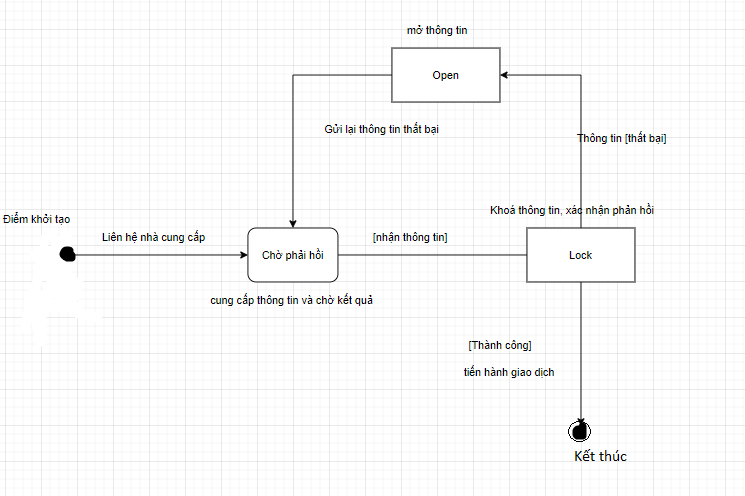 mở thông tin
Open
Gửi lại thông tin thất bại
Thông tin [thất bại]
Khoá thông tin, xác nhận phản hồi
Điểm khởi tạo
Liên hệ nhà cung cấp
[nhận thông tin]
Chờ phải hồi
Lock
cung cấp thông tin và chờ kết quả
[Thành công]
tiến hành giao dịch
Kết thúc